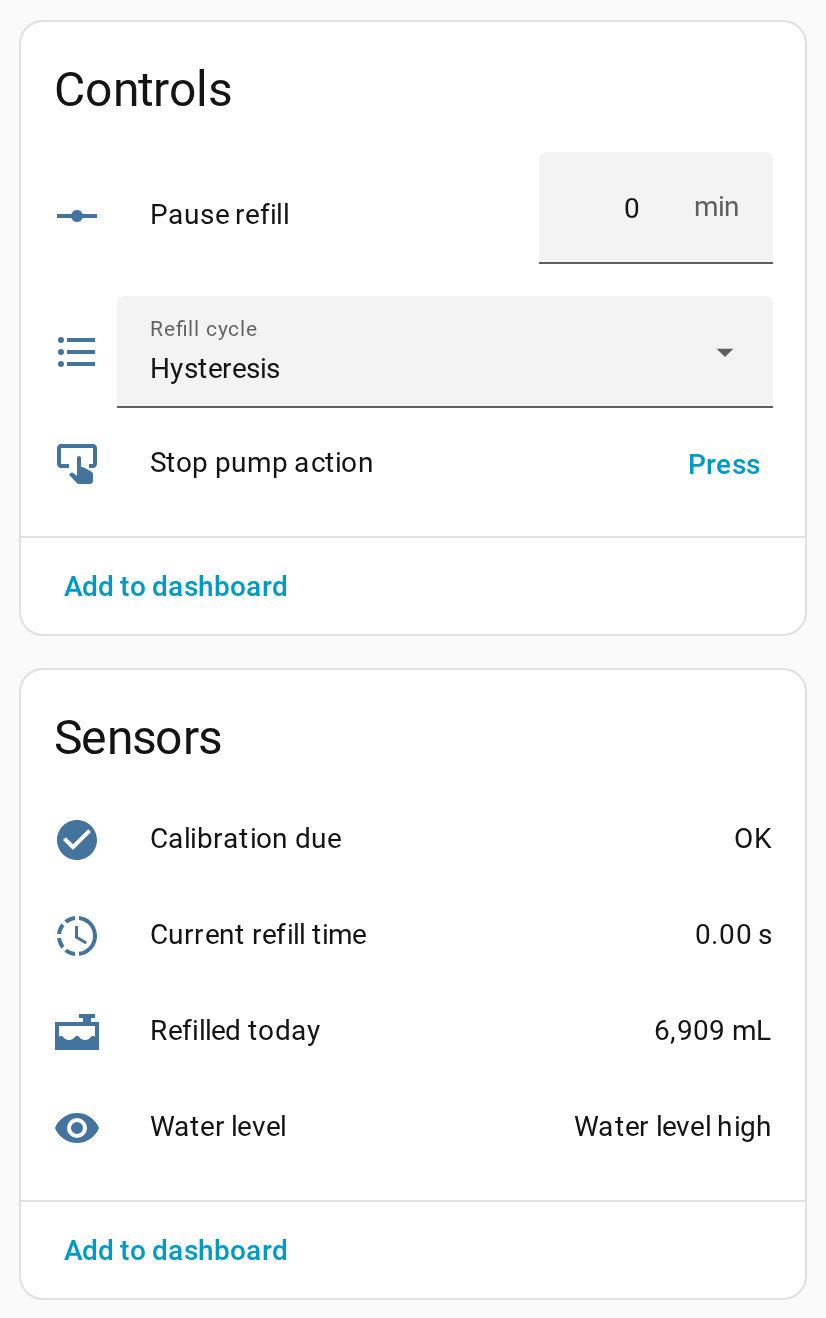 Controls
Pause refill 0 min
Refill cycle
Hysteresis
Stop pump action Press
Add to dashboard
Sensors
Calibration due OK
Current refill time 0.00 s
Refilled today 6,909 mL
Water level Water level high
Add to dashboard